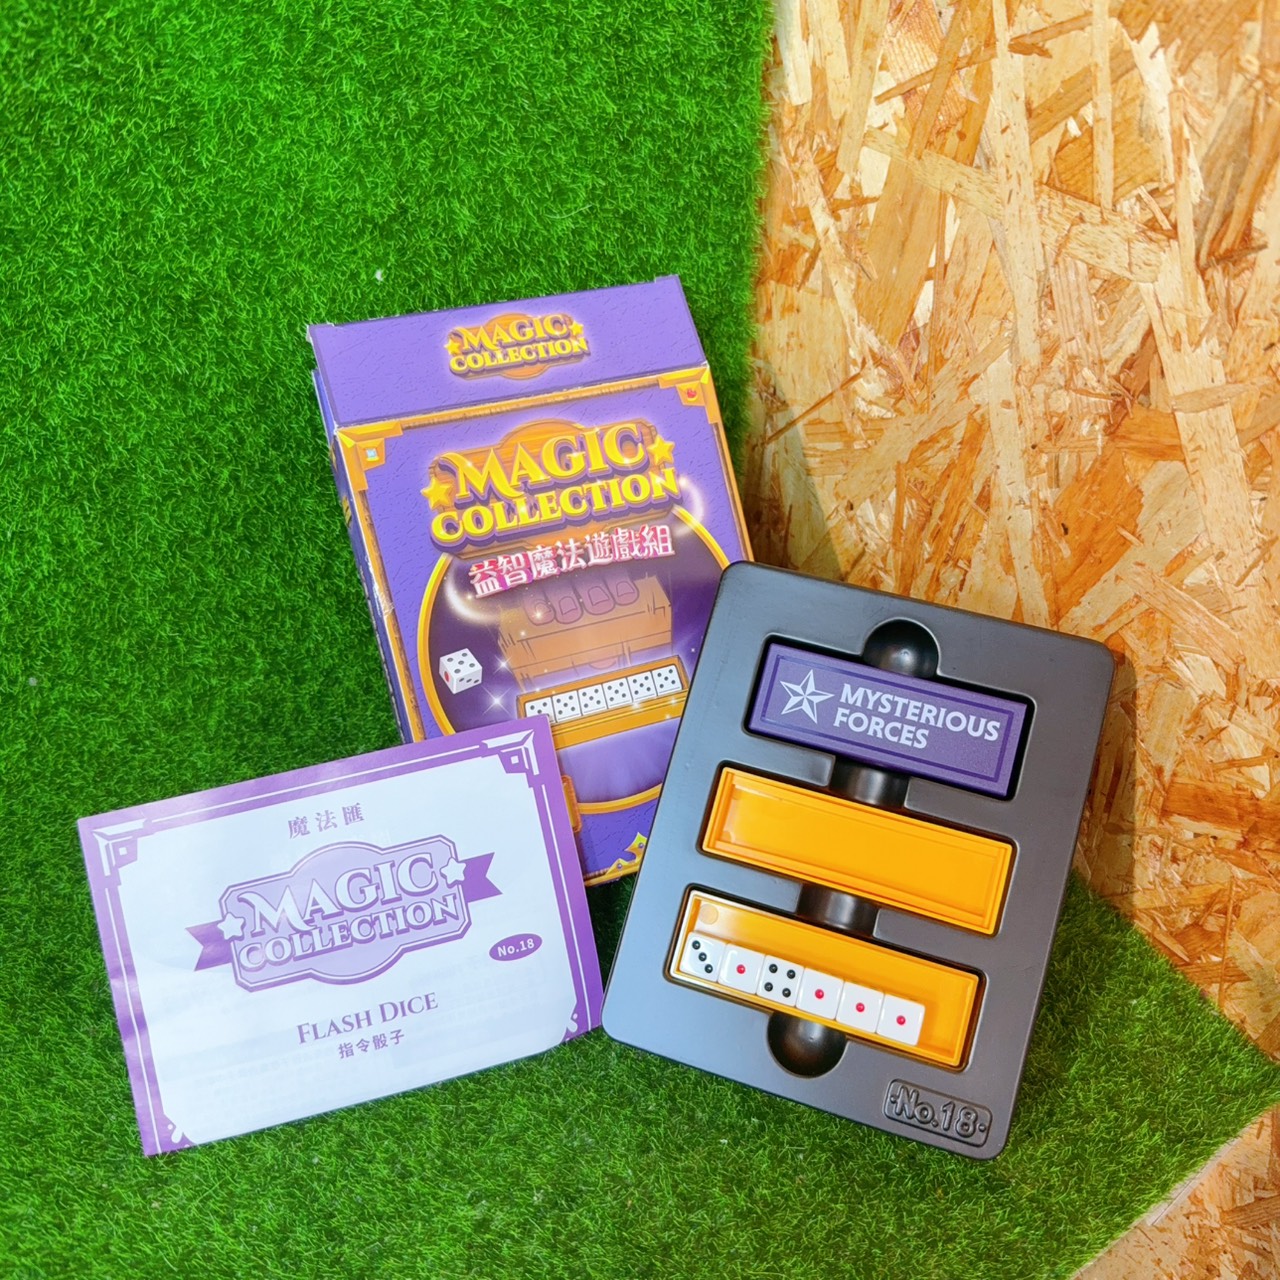 MAGIC
COLLECTION
MAGIC
COLLECTION
益智魔法遊戲組
MYSTERIOUS
FORCES
魔法匯
MAGIC
COLLECTION
No.18
FLASH DICE
指令骰子
·No.18·